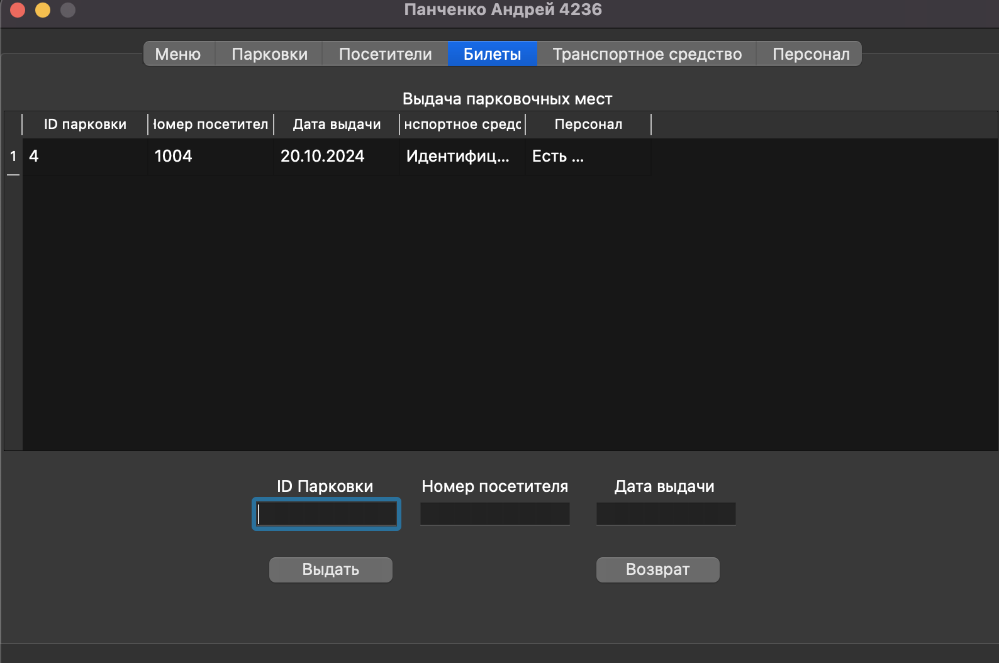 Панченко Андрей 4236
Меню Парковки Посетители Билеты Транспортное средство Персонал
Выдача парковочных мест
ID парковки Номер посетител Дата выдачи нспортное средс Персонал
1 4 1004 20.10.2024 Идентифиц... Есть ...
ID Парковки Номер посетителя Дата выдачи
Выдать Возврат